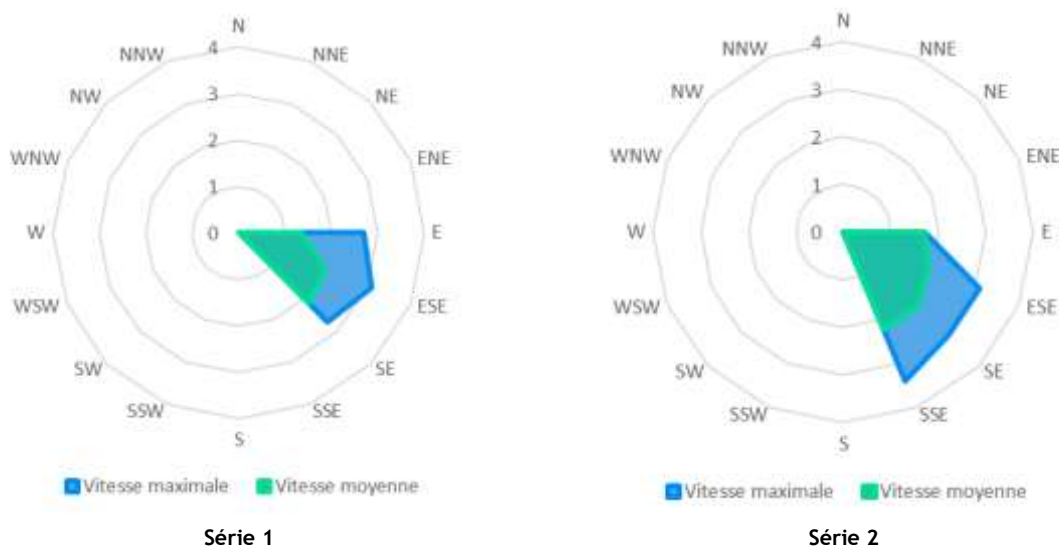 N
NNE
NE
ENE
E
ESE
SE
SSE
S
SSW
SW
WSW
W
WNW
NW
NNW
4
3
2
1
0
Vitesse maximale Vitesse moyenne
Série 1
N
NNE
NE
ENE
E
ESE
SE
SSE
S
SSW
SW
WSW
W
WNW
NW
NNW
4
3
2
1
0
Vitesse maximale Vitesse moyenne
Série 2